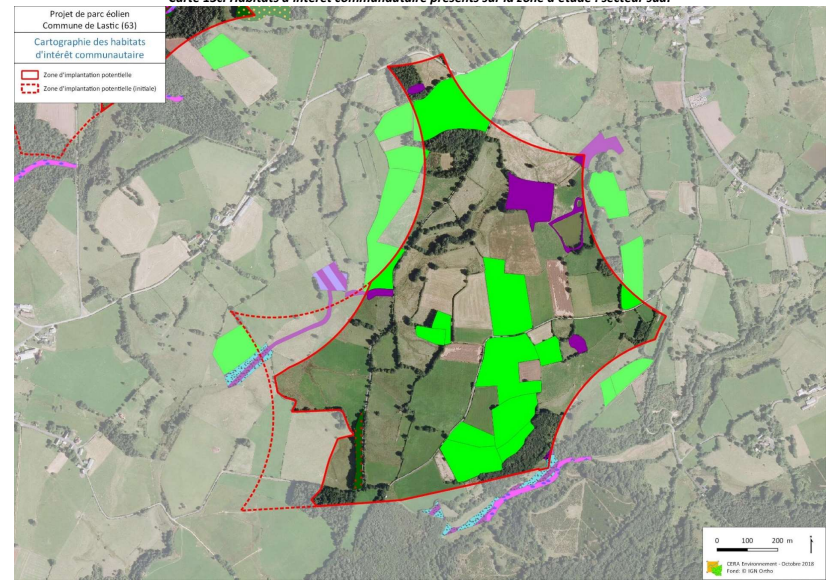 Carte 13c. Habitats d'intérêt communautaire présents sur la zone d'étude : secteur sud.
Projet de parc éolien
Commune de Lastic (63)
Cartographie des habitats
d'intérêt communautaire
Zone d'implantation potentielle
Zone d'implantation potentielle (initiale)
0 100 200 m
CERA Environnement - Octobre 2018
Fond: © IGN Ortho